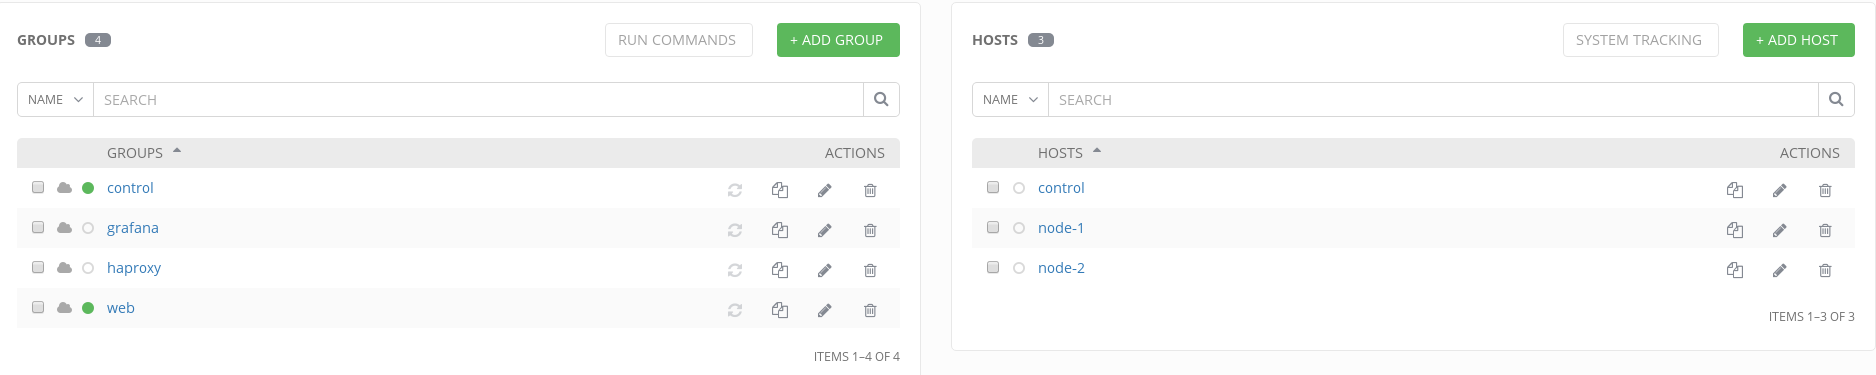 GROUPS 4 RUN COMMANDS + ADD GROUP
NAME SEARCH
GROUPS ACTIONS
control
grafana
haproxy
web
ITEMS 1–4 OF 4
HOSTS 3 SYSTEM TRACKING + ADD HOST
NAME SEARCH
HOSTS ACTIONS
control
node-1
node-2
ITEMS 1–3 OF 3